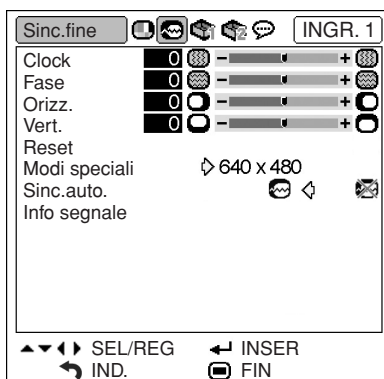 Sinc.fine INGR. 1
Clock 0 - +
Fase 0 - +
Orizz. 0 - +
Vert. 0 - +
Reset
Modi speciali 640 x 480
Sinc.auto.
Info segnale
SEL/REG INSER
IND. FIN